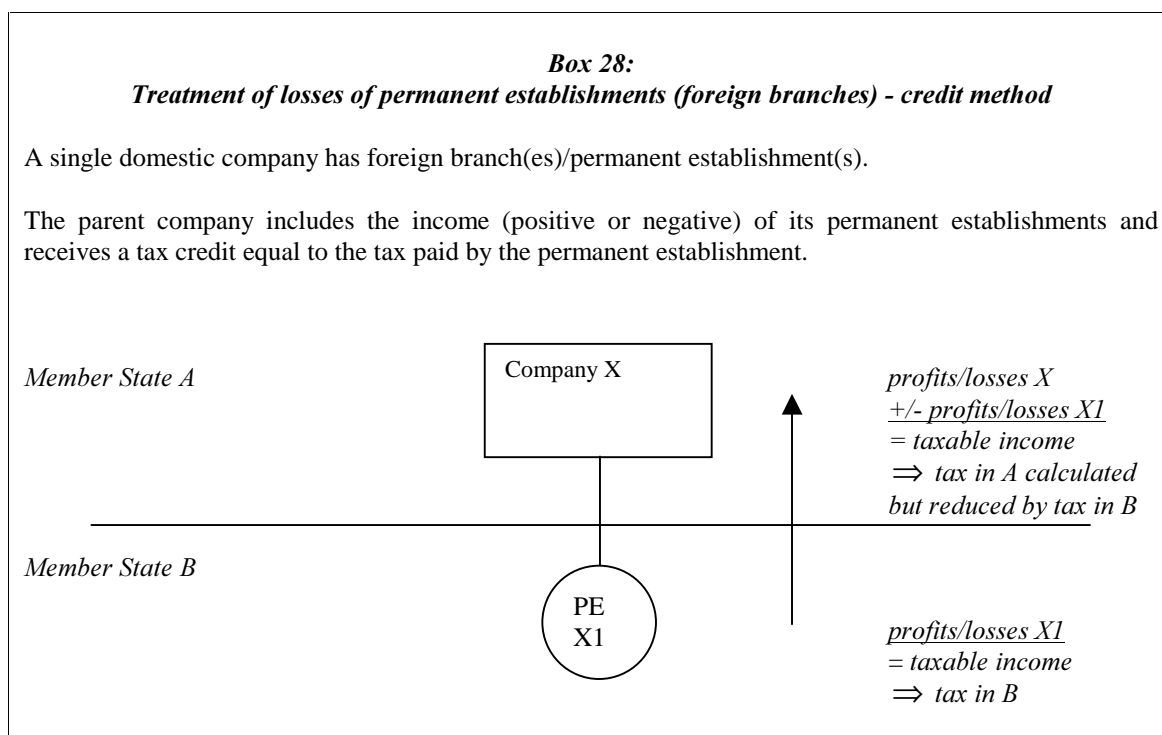 Box 28:
Treatment of losses of permanent establishments (foreign branches) - credit method
A single domestic company has foreign branch(es)/permanent establishment(s).
The parent company includes the income (positive or negative) of its permanent establishments and
receives a tax credit equal to the tax paid by the permanent establishment.
Member State A
Company X
profits/losses X
+/- profits/losses X1
= taxable income
⇒ tax in A calculated
but reduced by tax in B
Member State B
PE
X1
profits/losses X1
= taxable income
⇒ tax in B